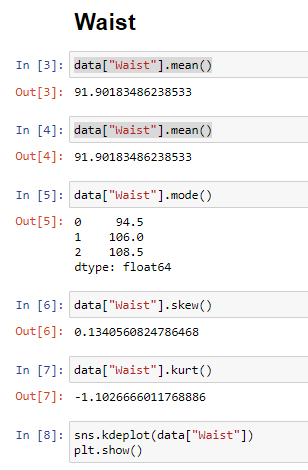 Waist
In [3]: data["Waist"].mean()
Out[3]: 91.90183486238533
In [4]: data["Waist"].mean()
Out[4]: 91.90183486238533
In [5]: data["Waist"].mode()
Out[5]: 0     94.5
1    106.0
2    108.5
dtype: float64
In [6]: data["Waist"].skew()
Out[6]: 0.1340560824786468
In [7]: data["Waist"].kurt()
Out[7]: -1.1026666011768886
In [8]: sns.kdeplot(data["Waist"])
plt.show()